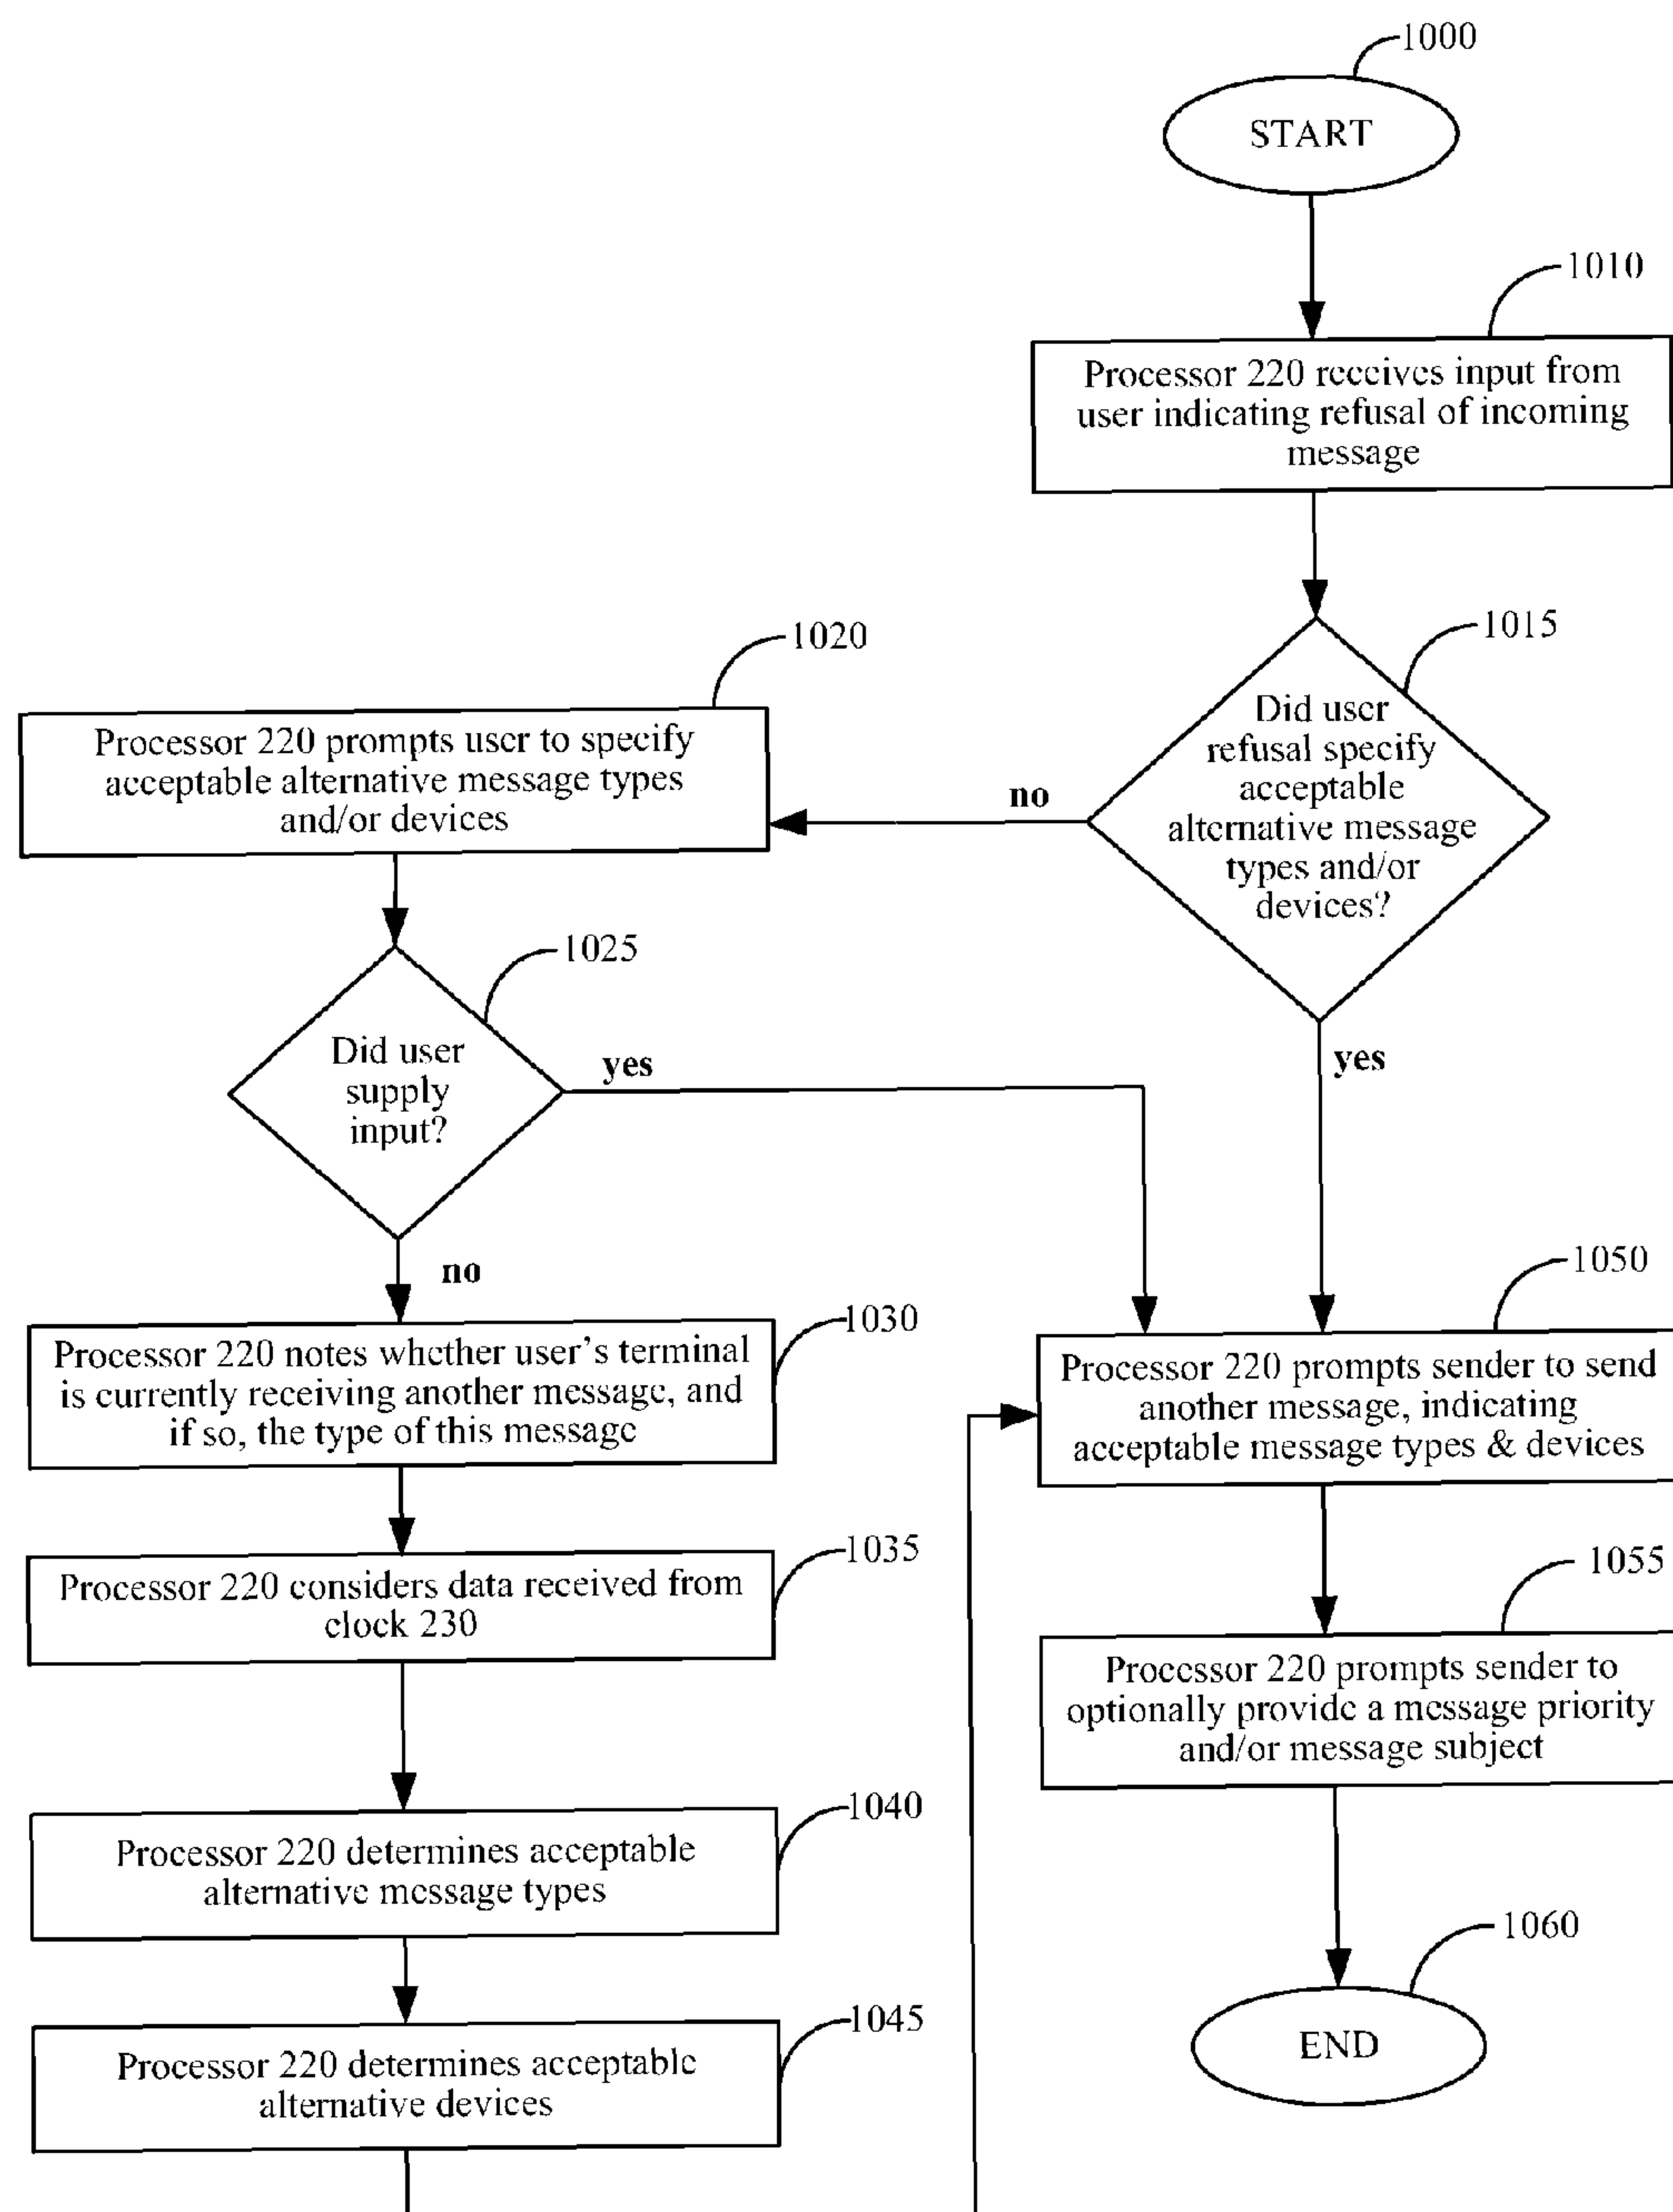 1000
START
1010
Processor 220 receives input from
user indicating refusal of incoming
message
1015
Did user
refusal specify
acceptable
alternative message
types and/or
devices?
no
yes
1020
Processor 220 prompts user to specify
acceptable alternative message types
and/or devices
1025
Did user
supply
input?
yes
no
1030
Processor 220 notes whether user's terminal
is currently receiving another message, and
if so, the type of this message
1035
Processor 220 considers data received from
clock 230
1040
Processor 220 determines acceptable
alternative message types
1045
Processor 220 determines acceptable
alternative devices
1050
Processor 220 prompts sender to send
another message, indicating
acceptable message types & devices
1055
Processor 220 prompts sender to
optionally provide a message priority
and/or message subject
1060
END